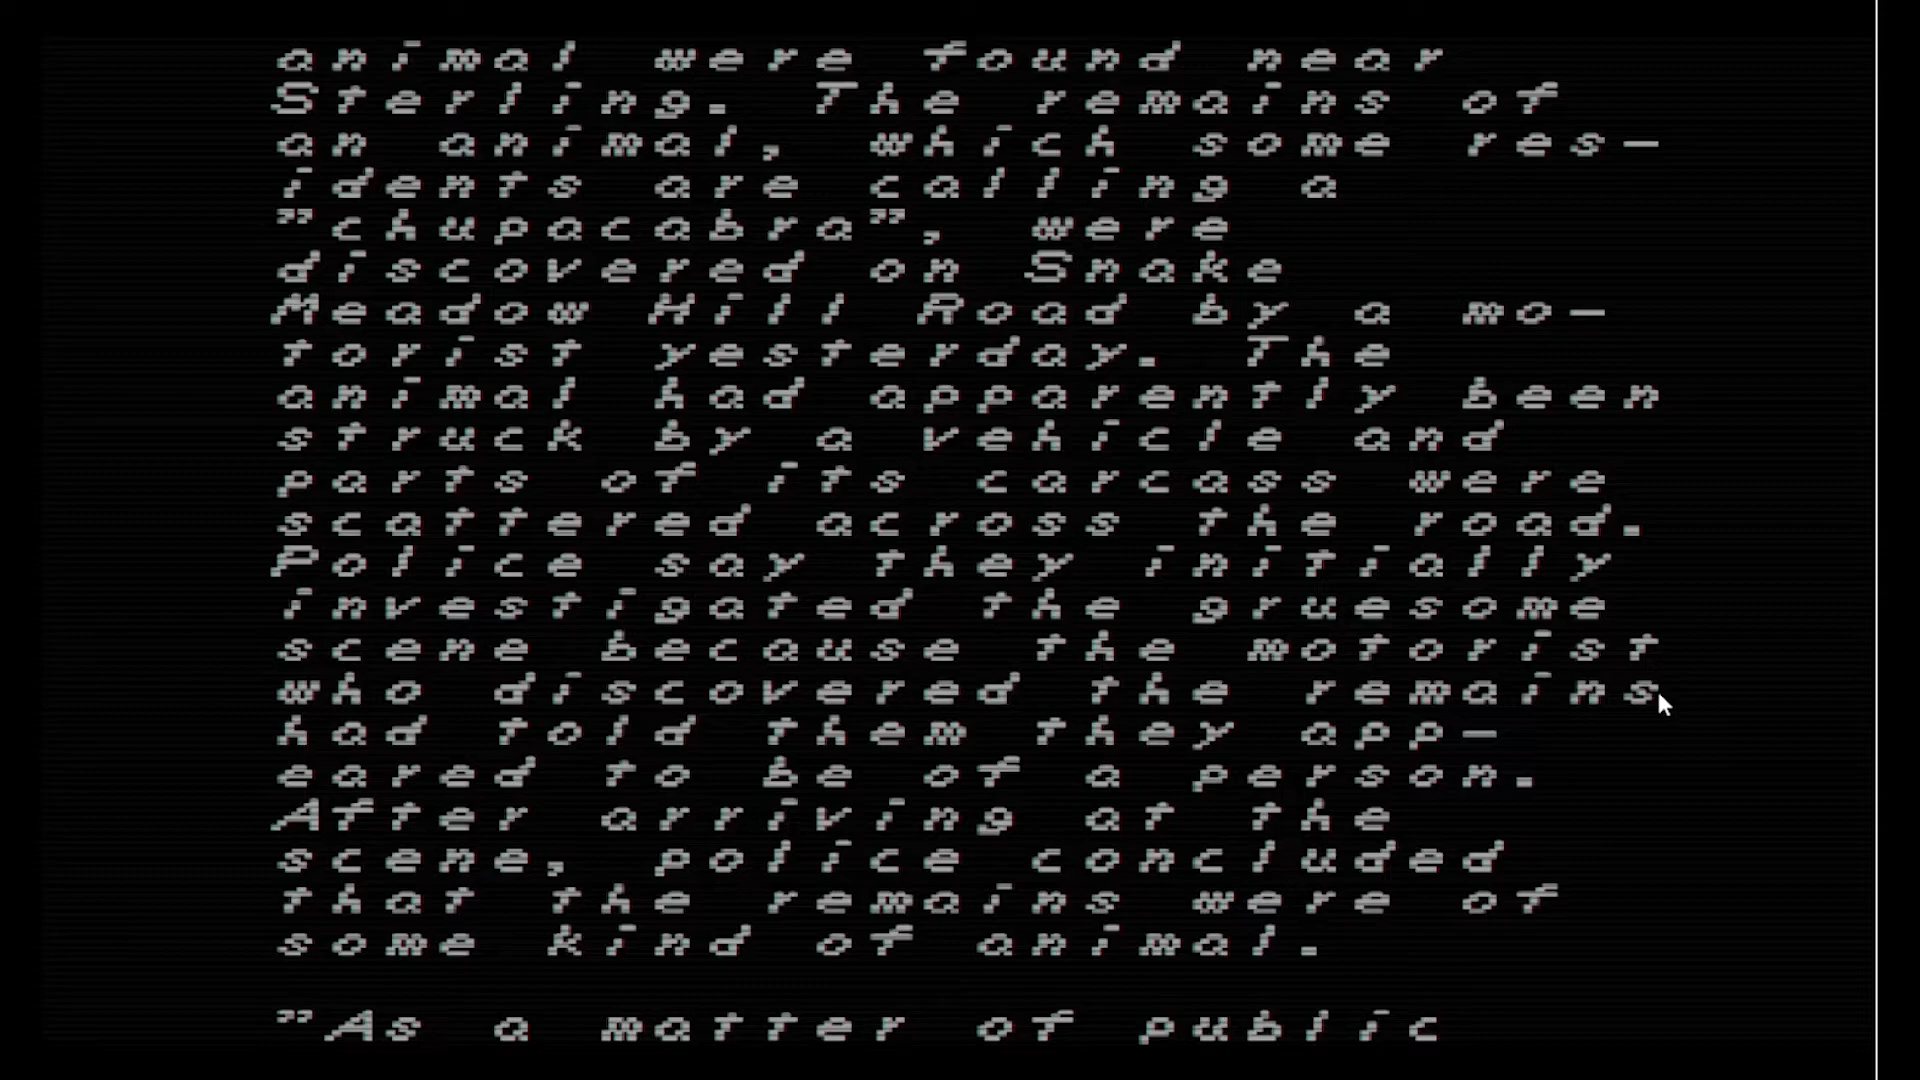 animal were found near
Sterling. The remains of
an animal, which some res-
idents are calling a
"chupacabra", were
discovered on Snake
Meadow Hill Road by a mo-
torist yesterday. The
animal had apparently been
struck by a vehicle and
parts of its carcass were
scattered across the road.
Police say they initially
investigated the gruesome
scene because the motorist
who discovered the remains
had told them they app-
eared to be of a person.
After arriving at the
scene, police concluded
that the remains were of
some kind of animal.
"As a matter of public